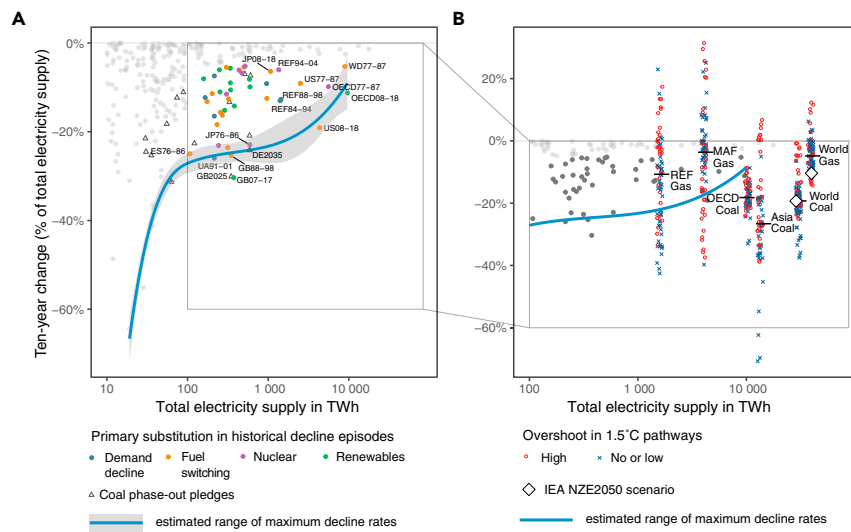 A
B
Ten-year change (% of total electricity supply)
0%
−20%
−40%
−60%
JP08-18
REF94-04
WD77-87
US77-87
OECD77-87
REF88-98
OECD08-18
REF84-94
JP76-86
US08-18
ES76-86
DE2035
UA91-01
GB88-98
GB2025
GB07-17
10
100
1 000
10 000
Total electricity supply in TWh
Primary substitution in historical decline episodes
Demand decline
Fuel switching
Nuclear
Renewables
Coal phase-out pledges
estimated range of maximum decline rates
20%
0%
−20%
−40%
−60%
REF
Gas
MAF
Gas
World
Gas
OECD
Coal
World
Coal
Asia
Coal
100
1 000
10 000
Total electricity supply in TWh
Overshoot in 1.5°C pathways
High
No or low
IEA NZE2050 scenario
estimated range of maximum decline rates